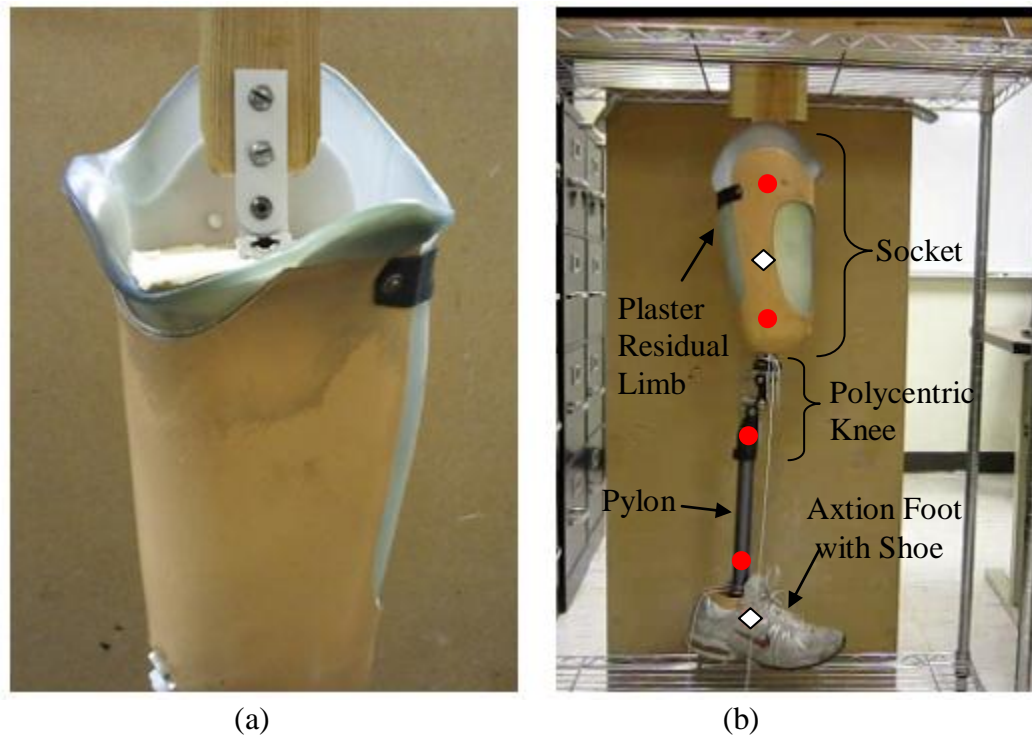 Socket
Plaster
Residual
Limb
Polycentric
Knee
Pylon
Axtion Foot
with Shoe
(a)
(b)